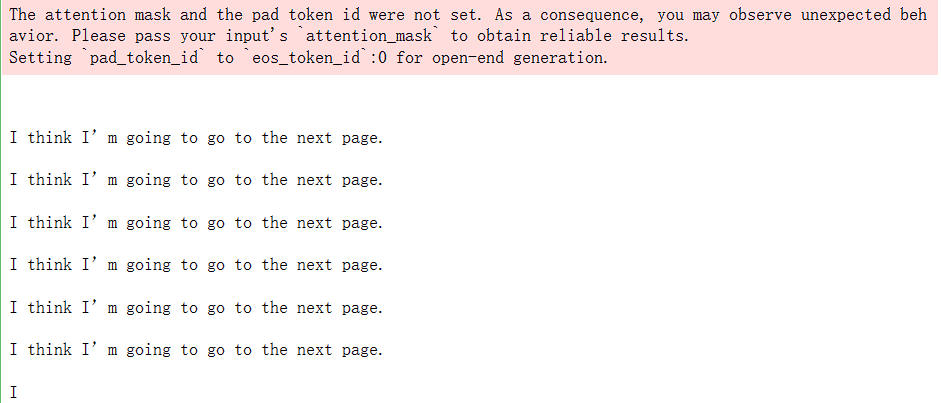 The attention mask and the pad token id were not set. As a consequence, you may observe unexpected beh
avior. Please pass your input's `attention_mask` to obtain reliable results.
Setting `pad_token_id` to `eos_token_id`:0 for open-end generation.
I think I’m going to go to the next page.
I think I’m going to go to the next page.
I think I’m going to go to the next page.
I think I’m going to go to the next page.
I think I’m going to go to the next page.
I think I’m going to go to the next page.
I